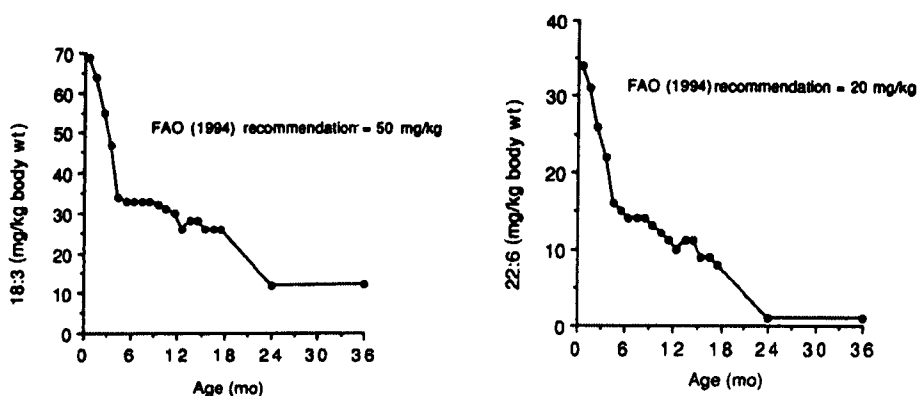 70
60
50
40
30
20
10
0
18:3 (mg/kg body wt)
FAO (1994) recommendation = 50 mg/kg
0 6 12 18 24 30 36
Age (mo)
40
30
20
10
0
22:6 (mg/kg body wt)
FAO (1994) recommendation = 20 mg/kg
0 6 12 18 24 30 36
Age (mo)